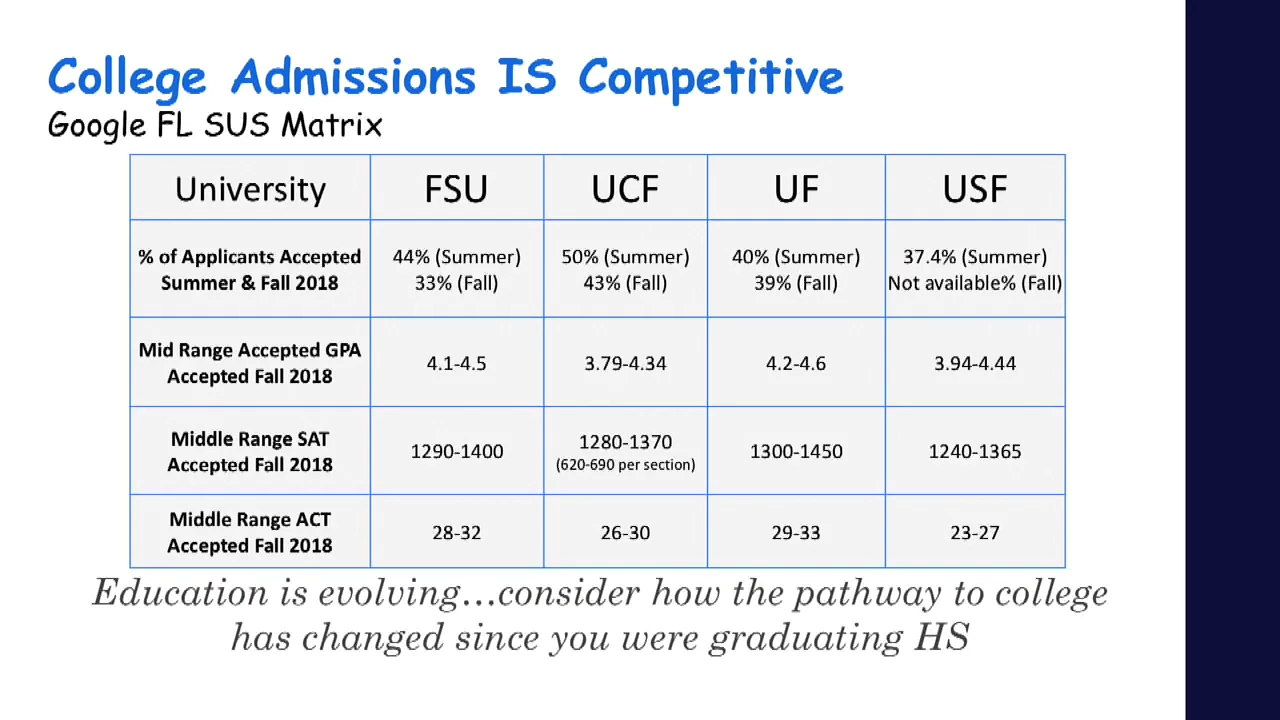 College Admissions IS Competitive
Google FL SUS Matrix
University FSU UCF UF USF
% of Applicants Accepted
Summer & Fall 2018
44% (Summer)
33% (Fall)
50% (Summer)
43% (Fall)
40% (Summer)
39% (Fall)
37.4% (Summer)
Not available% (Fall)
Mid Range Accepted GPA
Accepted Fall 2018
4.1-4.5
3.79-4.34
4.2-4.6
3.94-4.44
Middle Range SAT
Accepted Fall 2018
1290-1400
1280-1370
(620-690 per section)
1300-1450
1240-1365
Middle Range ACT
Accepted Fall 2018
28-32
26-30
29-33
23-27
Education is evolving...consider how the pathway to college
has changed since you were graduating HS